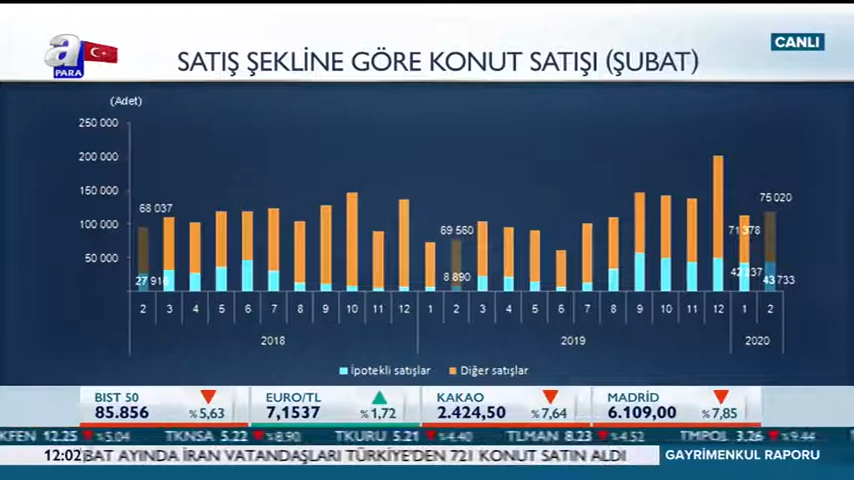 a
PARA
SATIŞ ŞEKLİNE GÖRE KONUT SATIŞI (ŞUBAT)
CANLI
(Adet)
250 000
200 000
150 000
100 000
50 000
68 037
27 916
69 560
8 890
71 378
42 237
75 020
43 733
2 3 4 5 6 7 8 9 10 11 12 1 2 3 4 5 6 7 8 9 10 11 12 1 2
2018 2019 2020
İpotekli satışlar Diğer satışlar
BIST 50 EURO/TL KAKAO MADRİD
85.856 %5,63 7,1537 %1,72 2.424,50 %7,64 6.109,00 %7,85
KFEN 12.25 %5.04 TKNSA 5.22 %8.90 TKURU 5.21 %4.40 TLMAN 8.23 %4.52 TMPOL 3,26 %9.44
12:02 BAT AYINDA İRAN VATANDAŞLARI TÜRKİYE'DEN 721 KONUT SATIN ALDI GAYRİMENKUL RAPORU